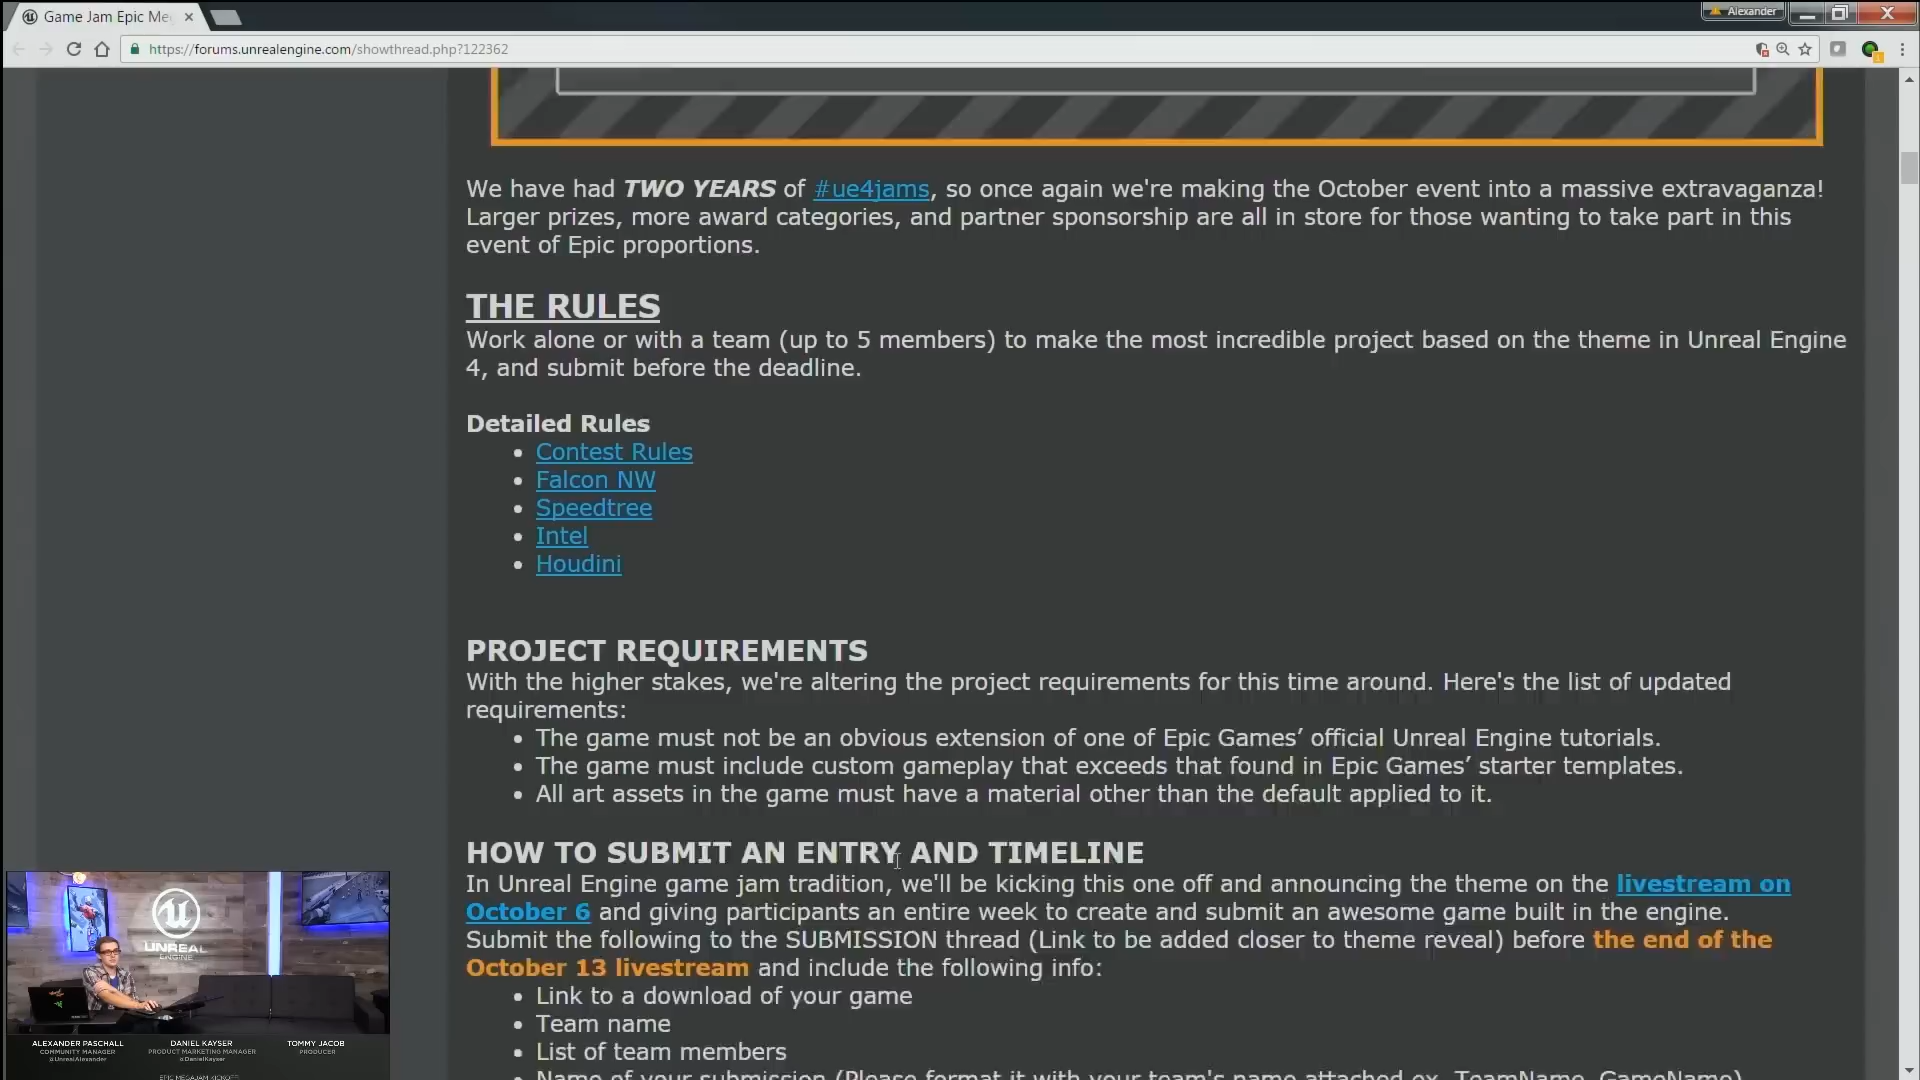 Game Jam Epic Me
Alexander
https://forums.unrealengine.com/showthread.php?122362
We have had TWO YEARS of #ue4jams, so once again we're making the October event into a massive extravaganza!
Larger prizes, more award categories, and partner sponsorship are all in store for those wanting to take part in this
event of Epic proportions.
THE RULES
Work alone or with a team (up to 5 members) to make the most incredible project based on the theme in Unreal Engine
4, and submit before the deadline.
Detailed Rules
Contest Rules
Falcon NW
Speedtree
Intel
Houdini
PROJECT REQUIREMENTS
With the higher stakes, we're altering the project requirements for this time around. Here's the list of updated
requirements:
The game must not be an obvious extension of one of Epic Games’ official Unreal Engine tutorials.
The game must include custom gameplay that exceeds that found in Epic Games’ starter templates.
All art assets in the game must have a material other than the default applied to it.
HOW TO SUBMIT AN ENTRY AND TIMELINE
In Unreal Engine game jam tradition, we'll be kicking this one off and announcing the theme on the livestream on
October 6 and giving participants an entire week to create and submit an awesome game built in the engine.
Submit the following to the SUBMISSION thread (Link to be added closer to theme reveal) before the end of the
October 13 livestream and include the following info:
Link to a download of your game
Team name
List of team members
Name of your submission (Please format it with your team's name attached ex. TeamName_GameName)
UNREAL
ENGINE
ALEXANDER PASCHALL
COMMUNITY MANAGER
@UnrealAlexander
DANIEL KAYSER
PRODUCT MARKETING MANAGER
@DanielKayser
TOMMY JACOB
PRODUCER
EPIC MEGAJAM KICKOFF